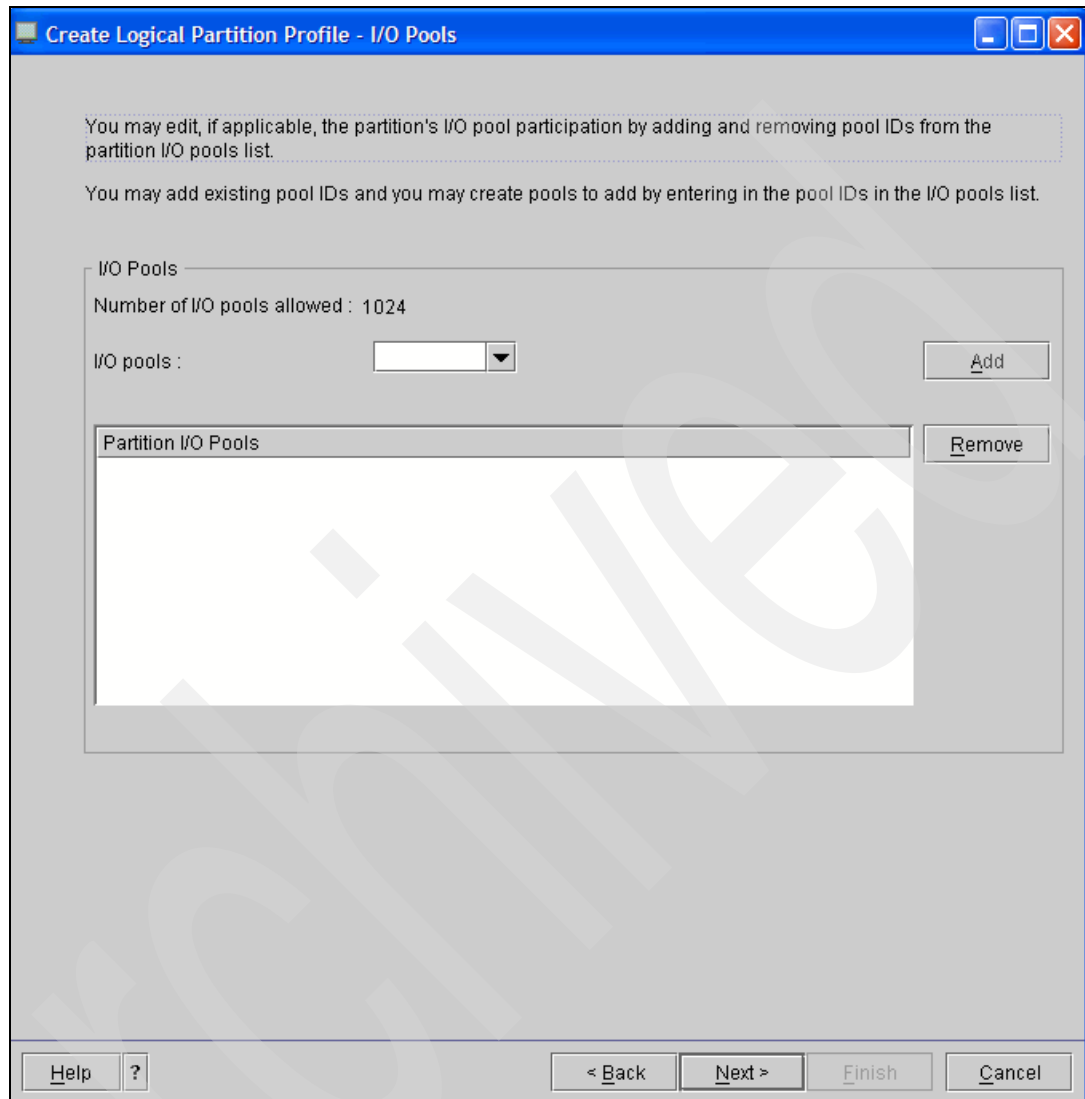 Create Logical Partition Profile - I/O Pools
You may edit, if applicable, the partition's I/O pool participation by adding and removing pool IDs from the
partition I/O pools list.
You may add existing pool IDs and you may create pools to add by entering in the pool IDs in the I/O pools list.
I/O Pools
Number of I/O pools allowed : 1024
I/O pools :
Add
Partition I/O Pools
Remove
rchived
Help ? < Back Next > Finish Cancel